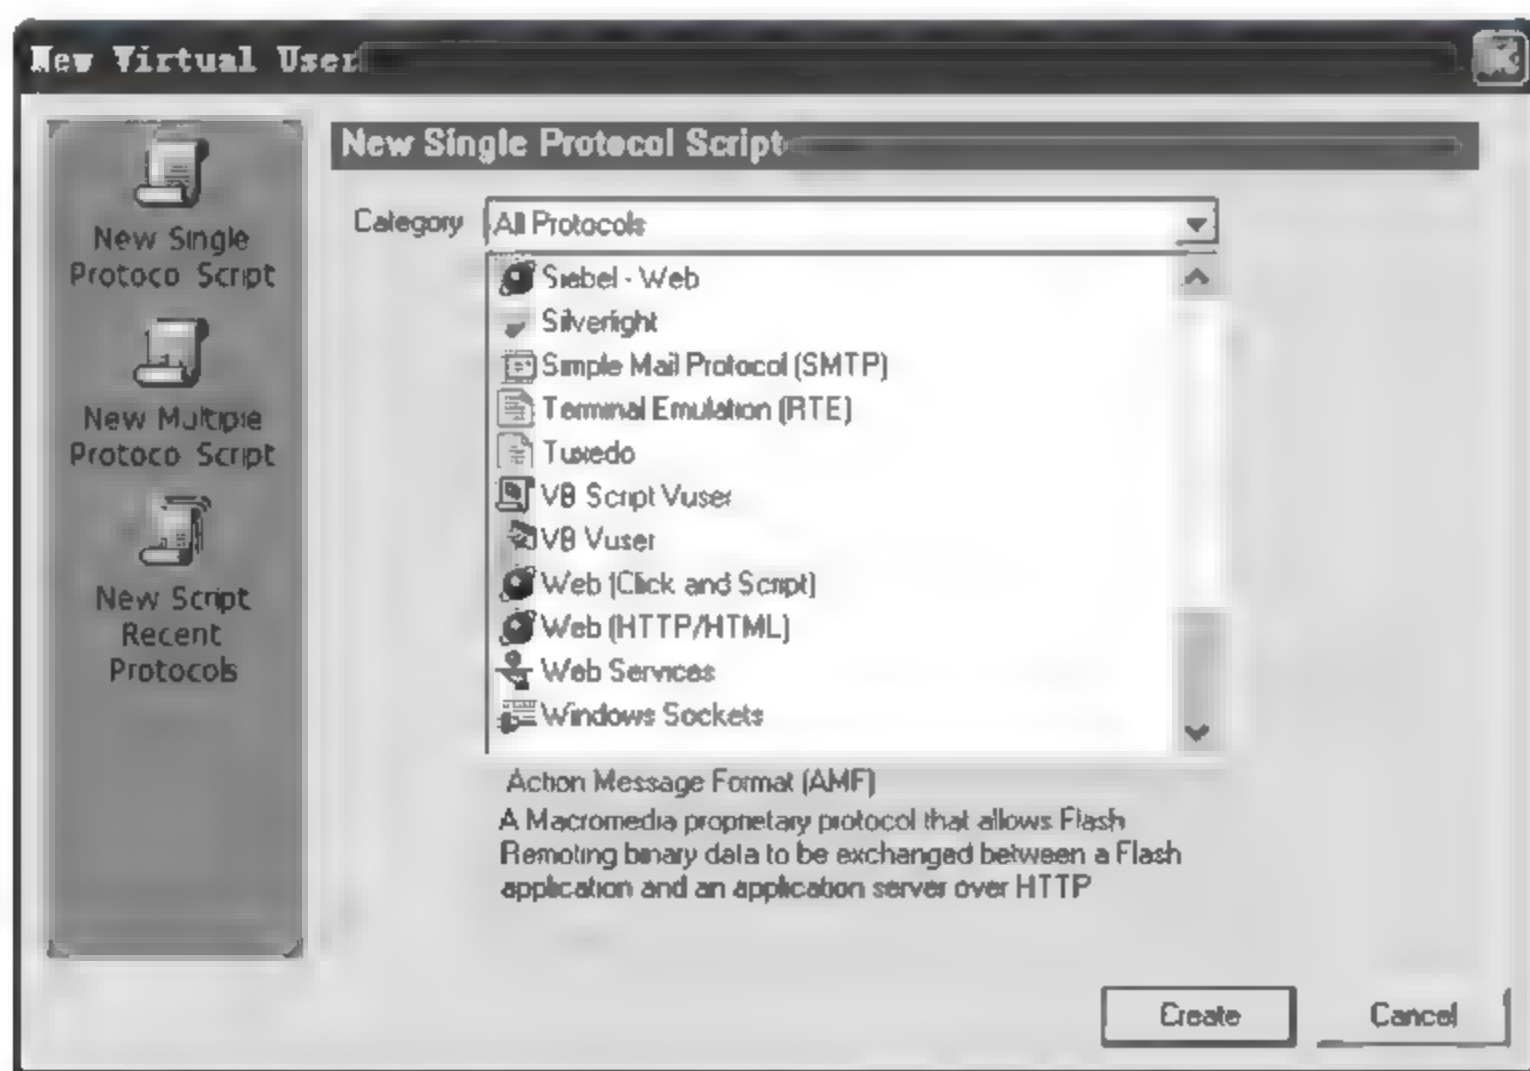 New Virtual User
New Single Protocol Script
New Single
Protocol Script
New Multiple
Protocol Script
New Script
Recent
Protocols
Category
All Protocols
Siebel - Web
Silverlight
Simple Mail Protocol (SMTP)
Terminal Emulation (RTE)
Tuxedo
VB Script Vuser
VB Vuser
Web (Click and Script)
Web (HTTP/HTML)
Web Services
Windows Sockets
Action Message Format (AMF)
A Macromedia proprietary protocol that allows Flash
Remoting binary data to be exchanged between a Flash
application and an application server over HTTP
Create
Cancel